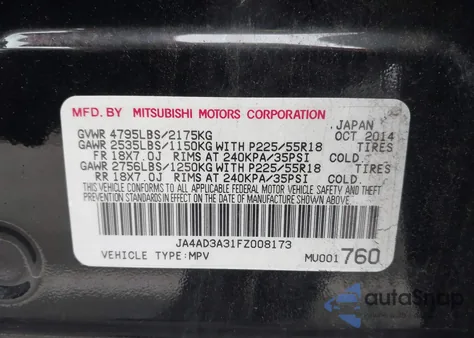 MFD. BY MITSUBISHI MOTORS CORPORATION
JAPAN
GVWR 4795LBS/2175KG OCT 2014
GAWR 2535LBS/1150KG WITH P225/55R18 TIRES
FR 18X7.0J RIMS AT 240KPA/35PSI COLD.
GAWR 2756LBS/1250KG WITH P225/55R18 TIRES
RR 18X7.0J RIMS AT 240KPA/35PSI COLD.
THIS VEHICLE CONFORMS TO ALL APPLICABLE FEDERAL MOTOR VEHICLE SAFETY, BUMPER AND THEFT
PREVENTION STANDARDS IN EFFECT ON THE DATE OF MANUFACTURE SHOWN ABOVE.
JA4AD3A31FZ008173
VEHICLE TYPE:MPV MU001760
autoSnap